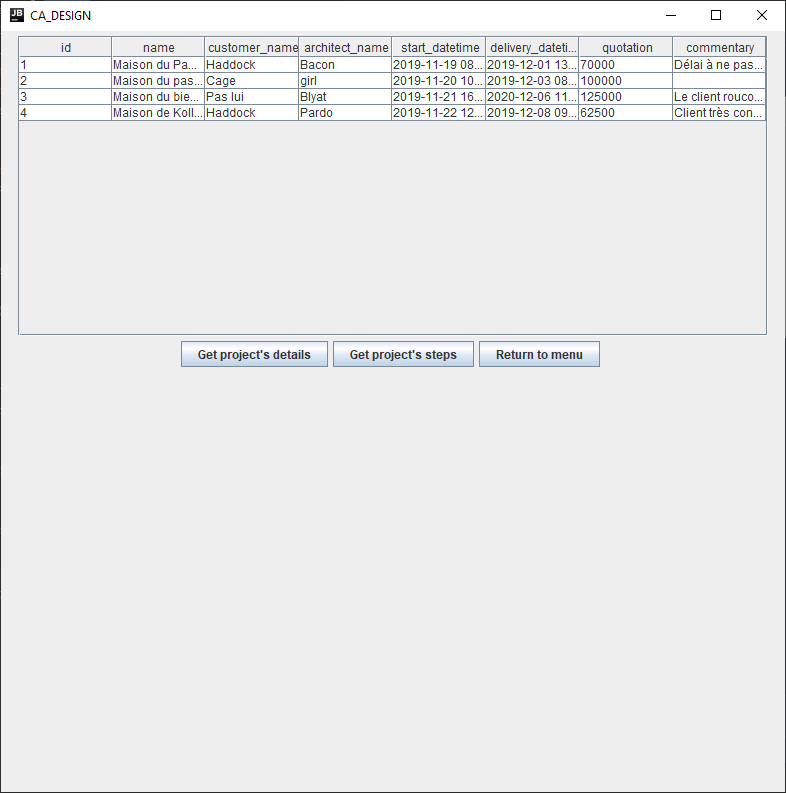 JB CA_DESIGN
id name customer_name architect_name start_datetime delivery_dateti... quotation commentary
1 Maison du Pa... Haddock Bacon 2019-11-19 08... 2019-12-01 13... 70000 Délai à ne pas...
2 Maison du pas... Cage girl 2019-11-20 10... 2019-12-03 08... 100000
3 Maison du bie... Pas lui Blyat 2019-11-21 16... 2020-12-06 11... 125000 Le client rouco...
4 Maison de Koll... Haddock Pardo 2019-11-22 12... 2019-12-08 09... 62500 Client très con...
Get project's details Get project's steps Return to menu